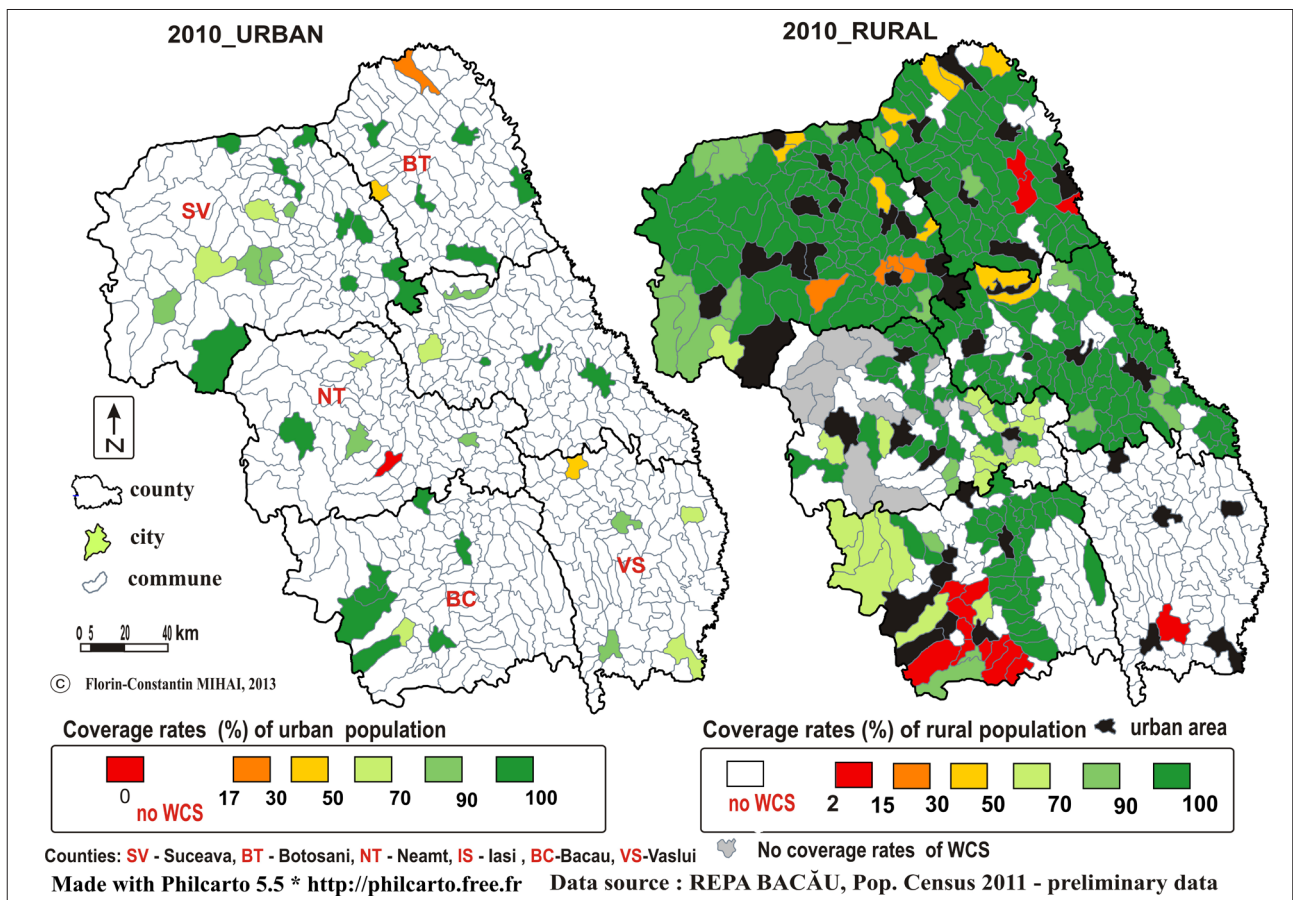 2010_URBAN
2010_RURAL
BT
SV
NT
N
county
city
commune
VS
BC
0 5 20 40 km
© Florin-Constantin MIHAI, 2013
Coverage rates (%) of urban population
0 17 30 50 70 90 100
no WCS
Coverage rates (%) of rural population urban area
no WCS 2 15 30 50 70 90 100
Counties: SV - Suceava, BT - Botosani, NT - Neamt, IS - Iasi , BC-Bacau, VS-Vaslui
No coverage rates of WCS
Made with Philcarto 5.5 * http://philcarto.free.fr
Data source : REPA BACĂU, Pop. Census 2011 - preliminary data